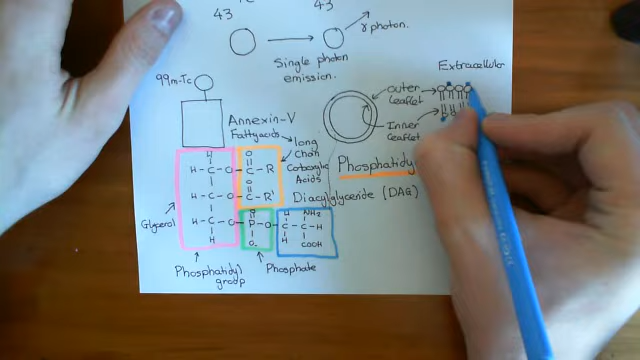 43
43
γ photon.
Single photon
emission.
99m-Tc
Annexin-V
Fatty acids
long
Chain
Carboxylic
Acids
outer
leaflet
Inner
leaflet
Extracellular
Phosphatidy
Diacylglyceride (DAG)
H
H - C - O - C - R
O
H - C - O - C - R'
O
H - C - O - P - O - C - C - H
H
H
H
NH₂
COOH
Glycerol
Phosphatidyl
group
Phosphate